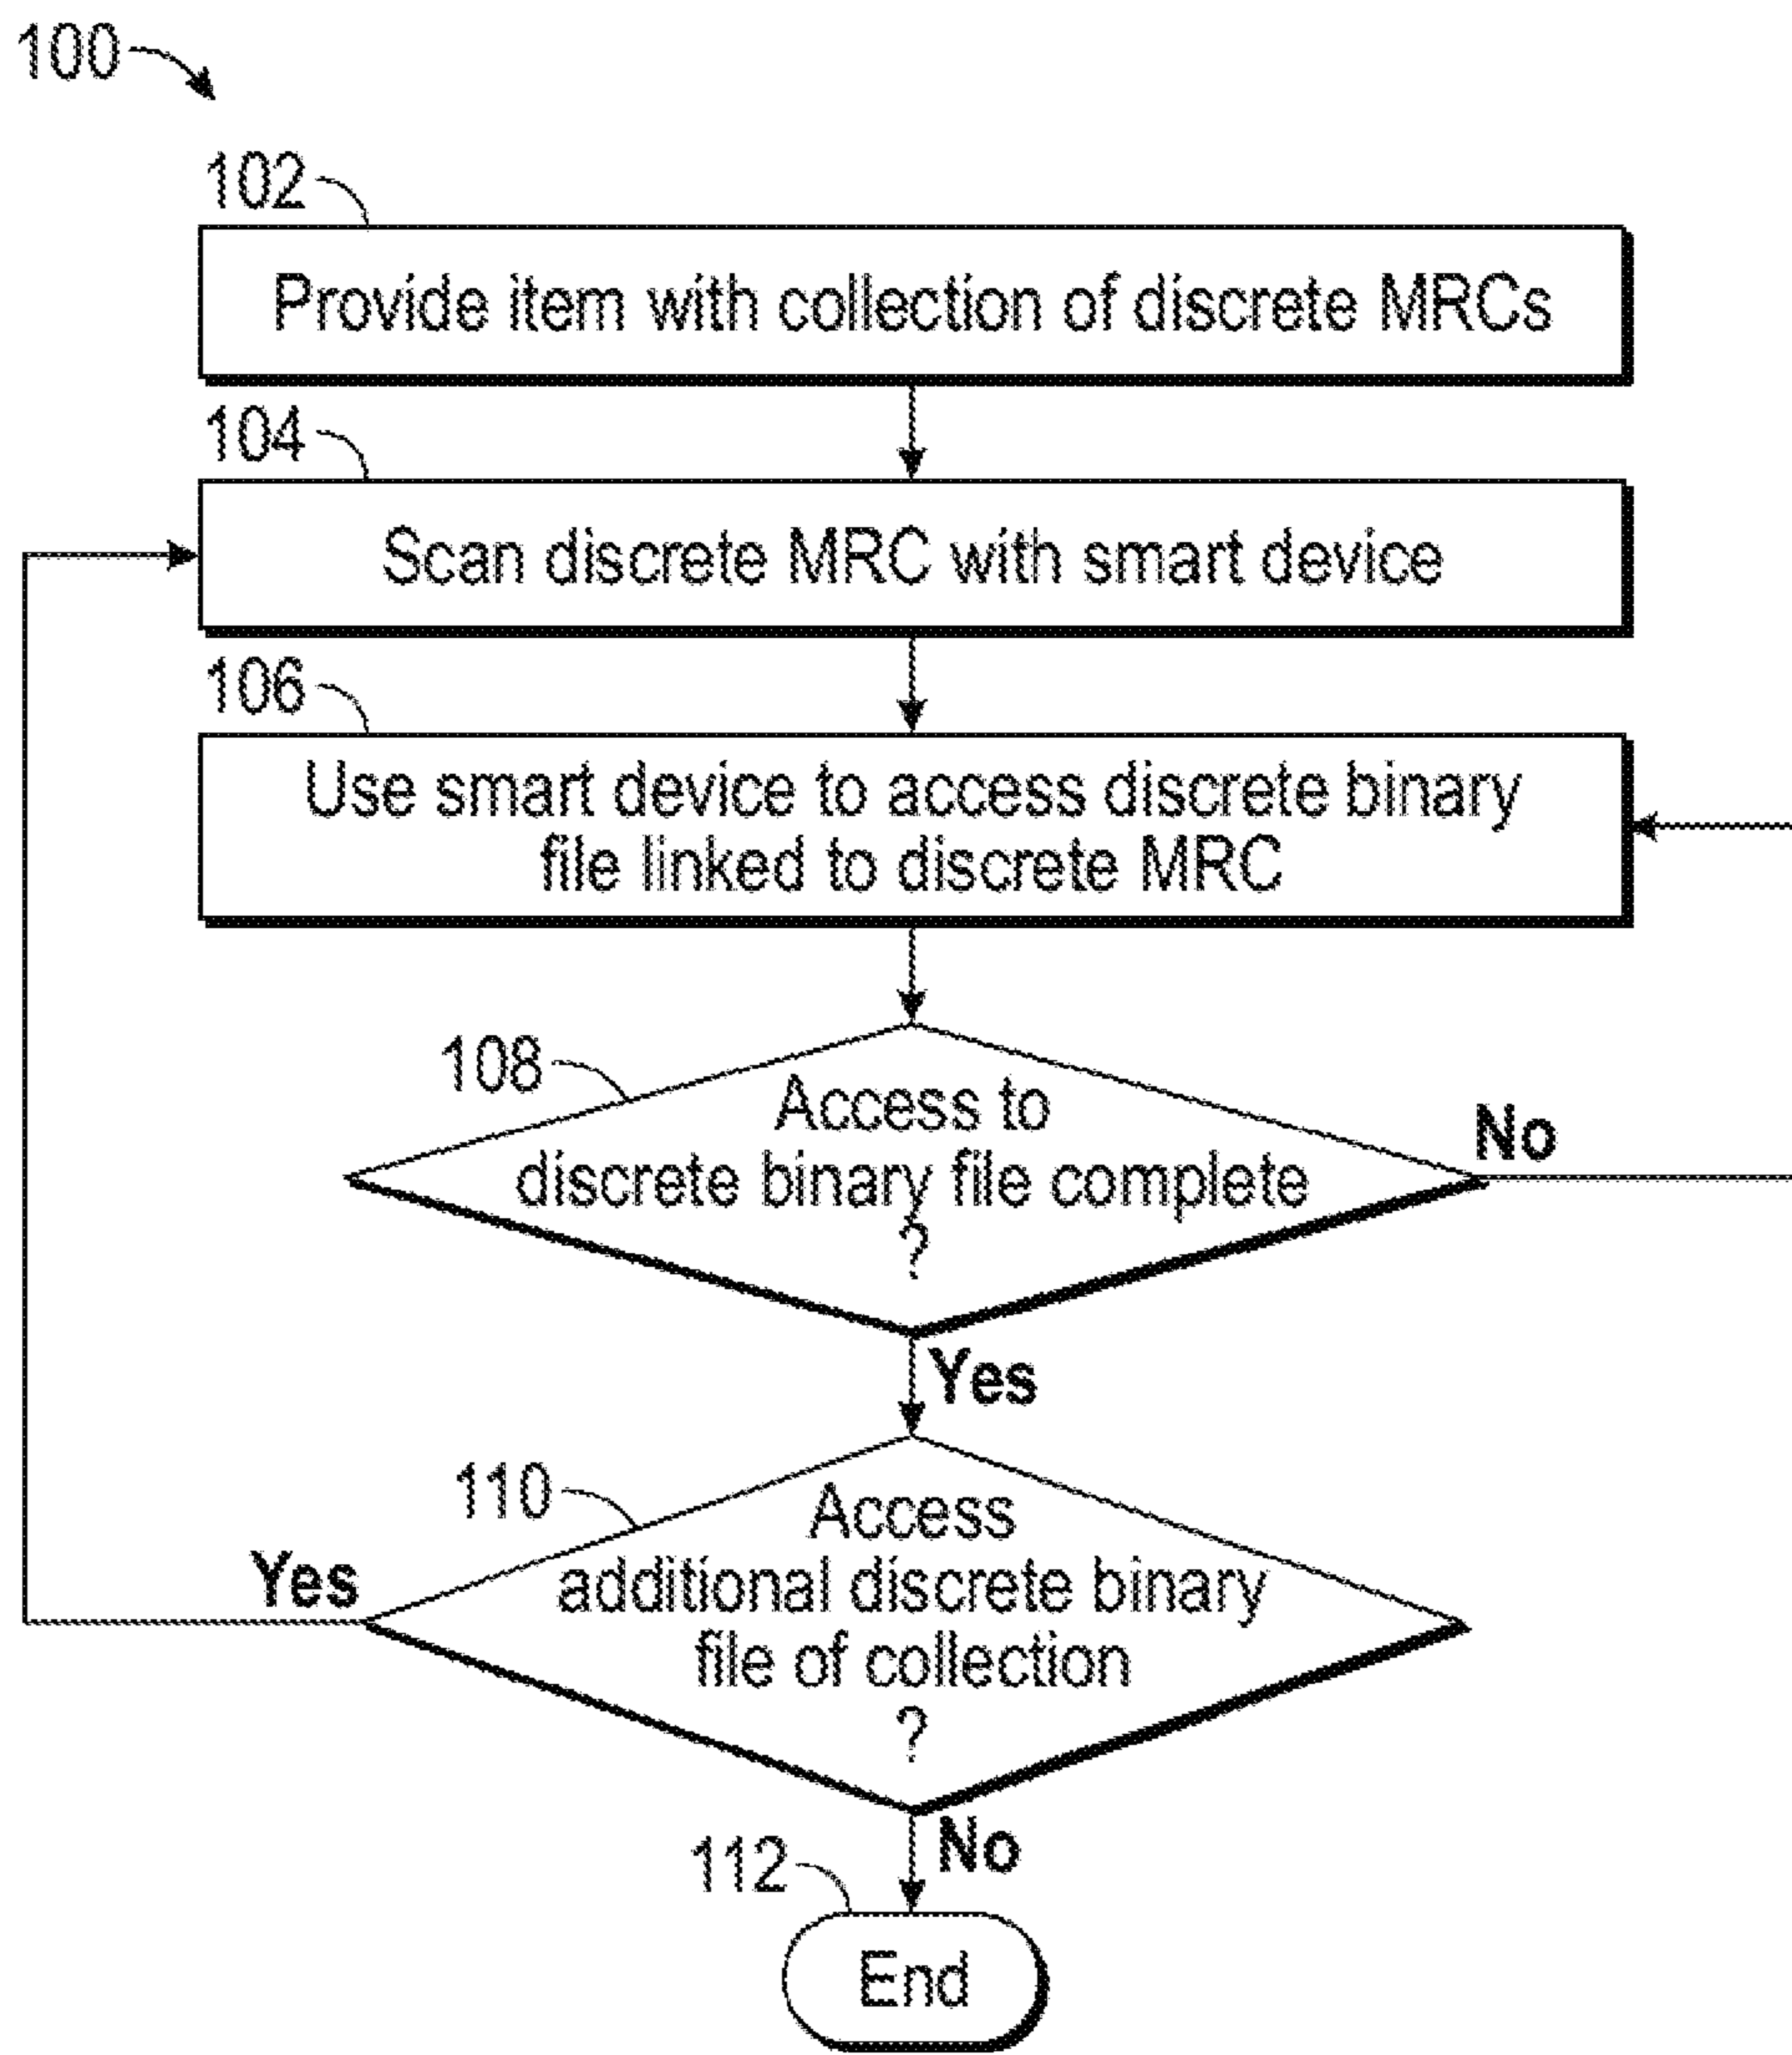 100
102
Provide item with collection of discrete MRCs
104
Scan discrete MRC with smart device
106
Use smart device to access discrete binary
file linked to discrete MRC
108
Access to
discrete binary file complete
?
No
Yes
110
Access
additional discrete binary
file of collection
?
Yes
No
112
End